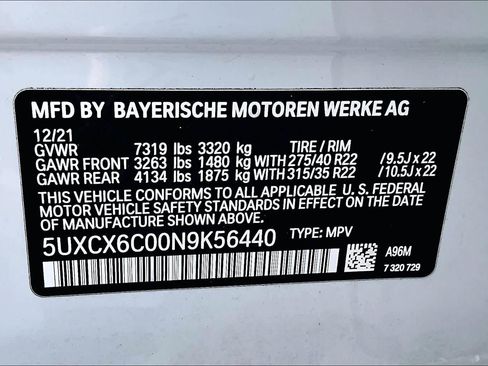 MFD BY BAYERISCHE MOTOREN WERKE AG
12/21
GVWR 7319 lbs 3320 kg TIRE / RIM
GAWR FRONT 3263 lbs 1480 kg WITH 275/40 R22 /9.5J x 22
GAWR REAR 4134 lbs 1875 kg WITH 315/35 R22 /10.5J x 22
THIS VEHICLE CONFORMS TO ALL APPLICABLE U. S. FEDERAL
MOTOR VEHICLE SAFETY STANDARDS IN EFFECT ON THE DATE
OF MANUFACTURE SHOWN ABOVE.
5UXCX6C00N9K56440 TYPE: MPV
A96M
7 320 729